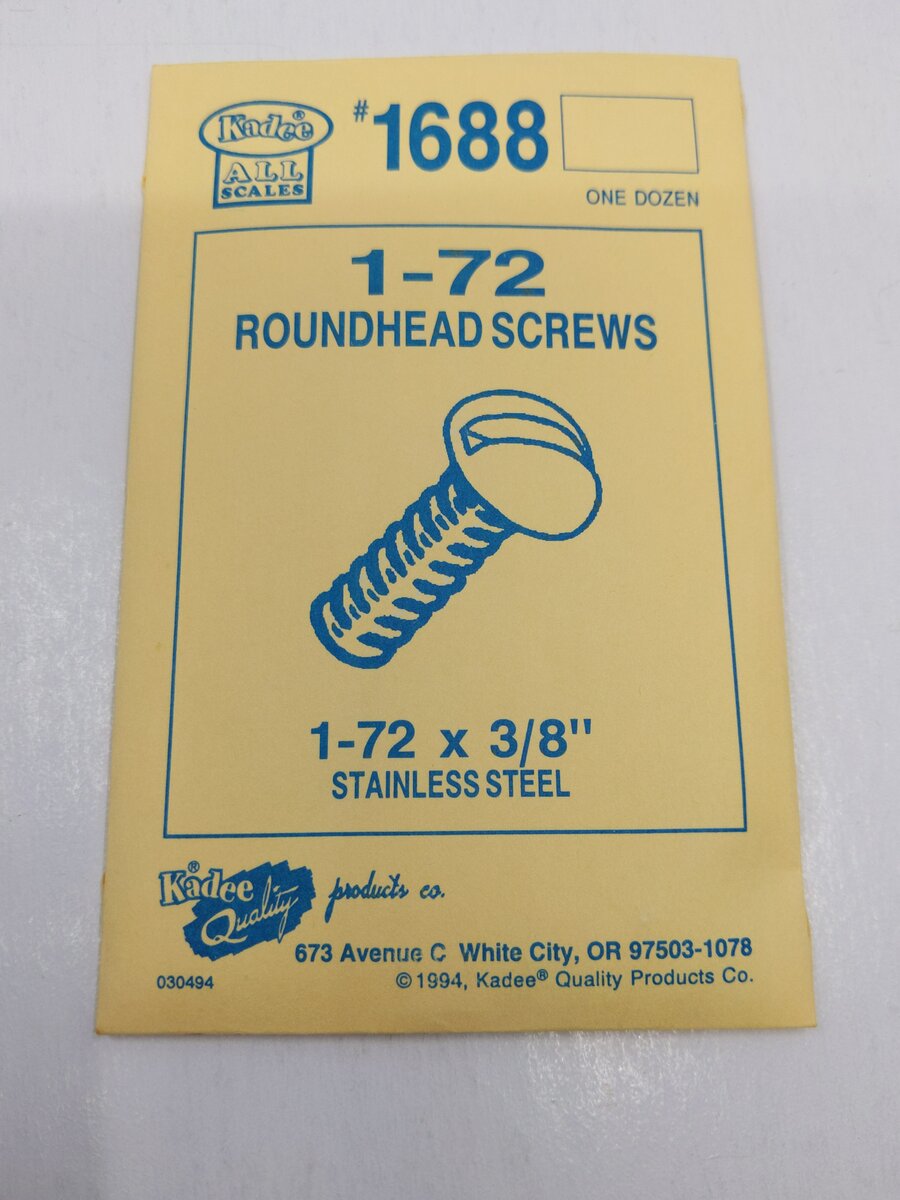 Kadee®
ALL
SCALES
#1688
ONE DOZEN
1-72
ROUNDHEAD SCREWS
1-72 x 3/8"
STAINLESS STEEL
Kadee®
Quality products co.
673 Avenue C White City, OR 97503-1078
030494
©1994, Kadee® Quality Products Co.